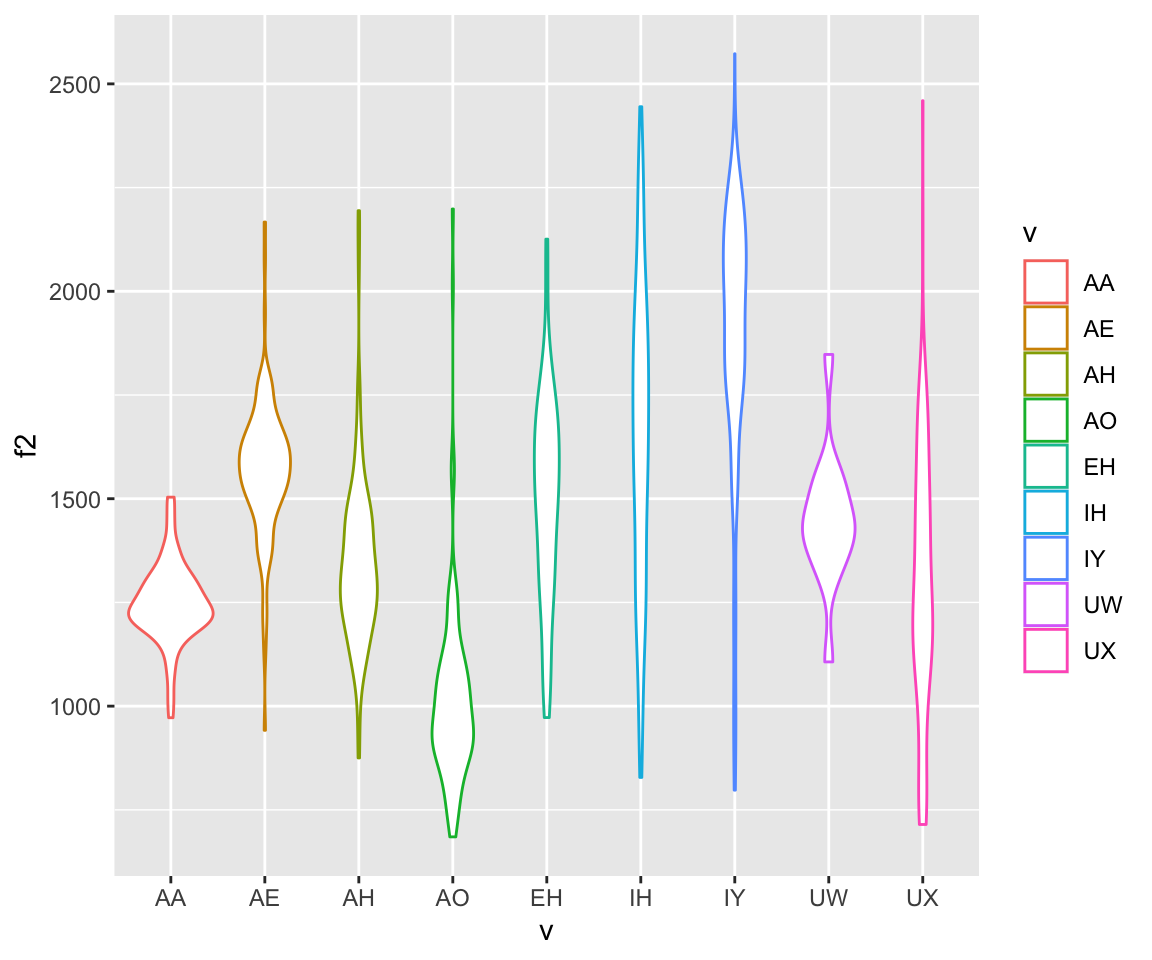 f2
2500
2000
1500
1000
AA AE AH AO EH IH IY UW UX
v
v
AA
AE
AH
AO
EH
IH
IY
UW
UX